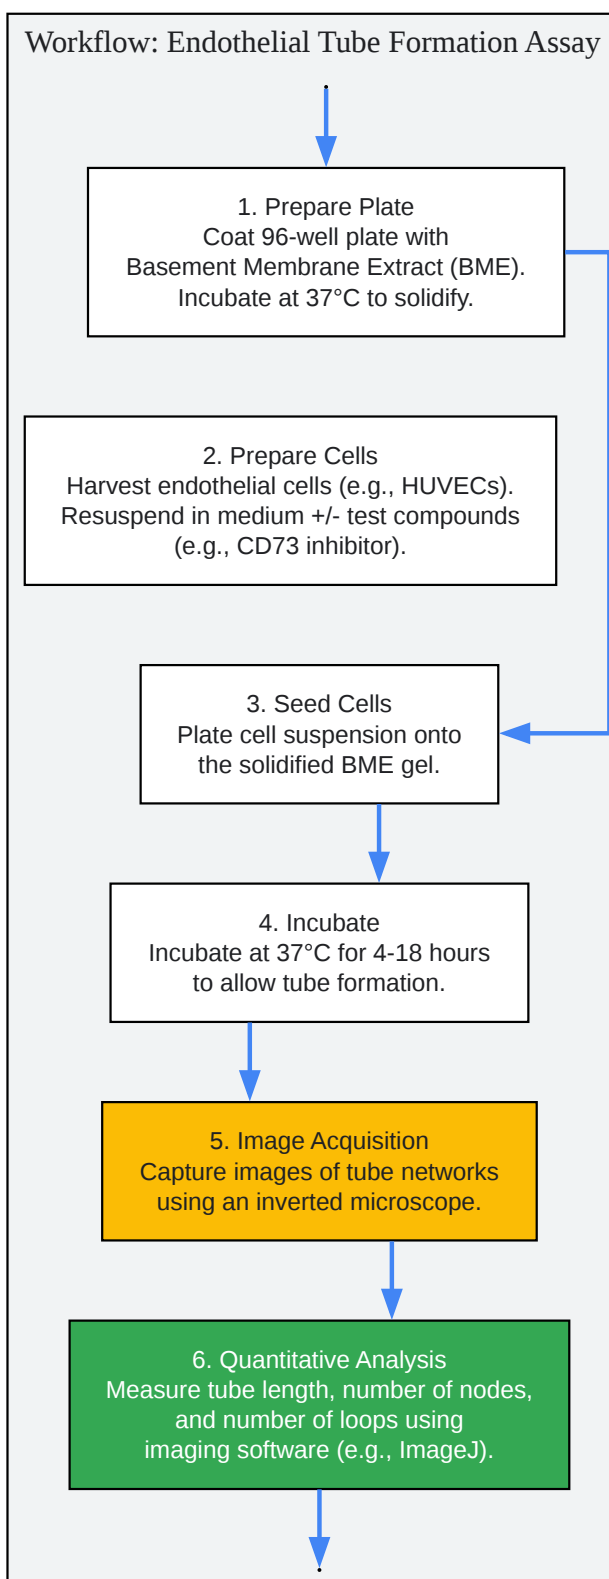 Workflow: Endothelial Tube Formation Assay
1. Prepare Plate
Coat 96-well plate with
Basement Membrane Extract (BME).
Incubate at 37°C to solidify.
2. Prepare Cells
Harvest endothelial cells (e.g., HUVECs).
Resuspend in medium +/- test compounds
(e.g., CD73 inhibitor).
3. Seed Cells
Plate cell suspension onto
the solidified BME gel.
4. Incubate
Incubate at 37°C for 4-18 hours
to allow tube formation.
5. Image Acquisition
Capture images of tube networks
using an inverted microscope.
6. Quantitative Analysis
Measure tube length, number of nodes,
and number of loops using
imaging software (e.g., ImageJ).